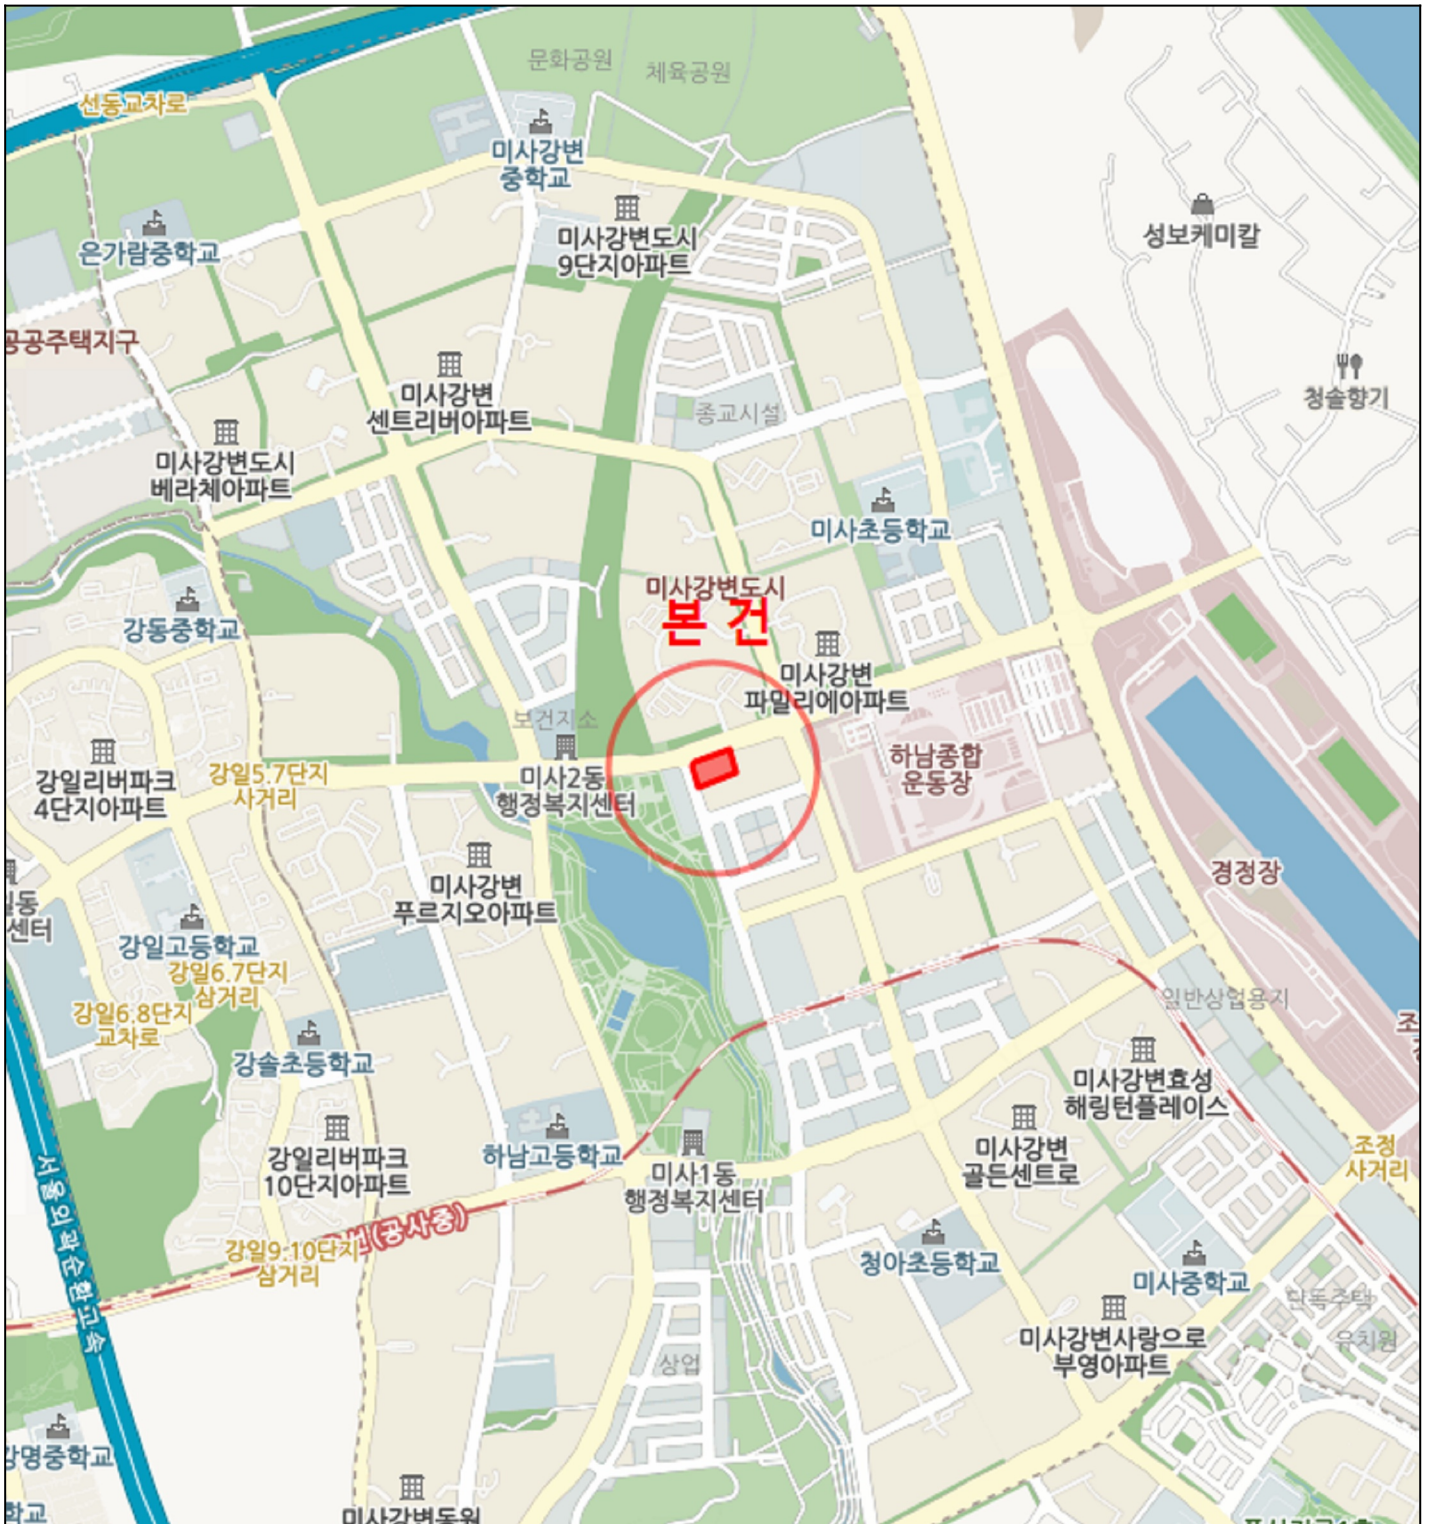 문화공원
체육공원
선동교차로
미사강변
중학교
은가람중학교
미사강변도시
9단지아파트
성보케미칼
공공주택지구
청솔향기
미사강변
센트리버아파트
종교시설
미사강변도시
베라체아파트
미사초등학교
미사강변도시
본 건
강동중학교
미사강변
파밀리에아파트
보건지소
하남종합
운동장
강일리버파크
4단지아파트
강일5.7단지
사거리
미사2동
행정복지센터
경정장
미사강변
푸르지오아파트
센터
강일고등학교
강일6.7단지
삼거리
강일6.8단지
교차로
일반상업용지
강솔초등학교
미사강변효성
해링턴플레이스
강일리버파크
10단지아파트
하남고등학교
미사1동
행정복지센터
미사강변
골든센트로
조정
사거리
서울외곽순환고속
(공사중)
강일9.10단지
삼거리
청아초등학교
미사중학교
단독주택
유치원
미사강변사랑으로
부영아파트
상업
강명중학교
학교
미사강변동원